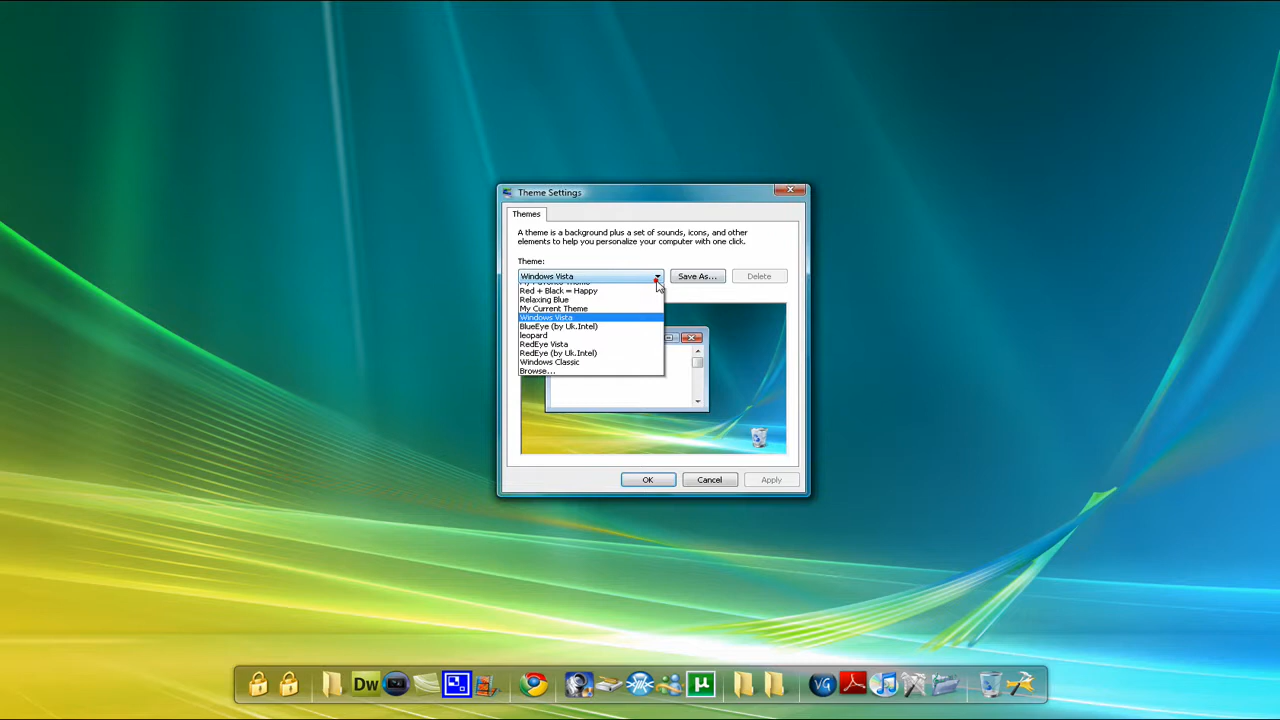 Theme Settings
Themes
A theme is a background plus a set of sounds, icons, and other
elements to help you personalize your computer with one click.
Theme:
Windows Vista
Save As...
Delete
Red + Black = Happy
Relaxing Blue
My Current Theme
Windows Vista
BlueEye (by Uk.Intel)
leopard
RedEye Vista
RedEye (by Uk.Intel)
Windows Classic
Browse...
OK
Cancel
Apply
Dw
µ
VG